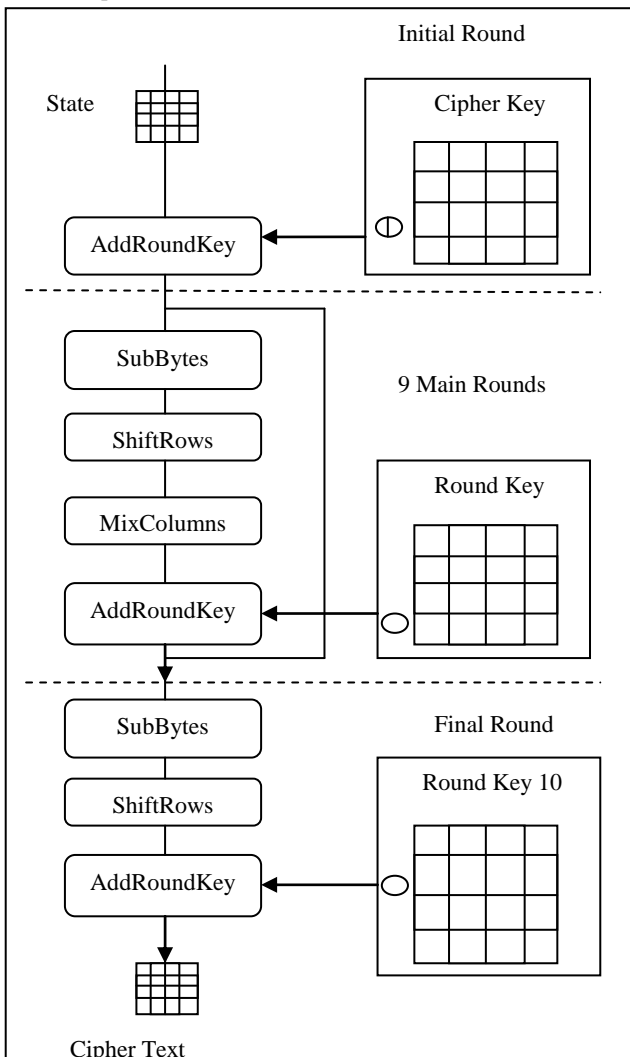 Initial Round
State
Cipher Key
AddRoundKey
SubBytes
9 Main Rounds
ShiftRows
Round Key
MixColumns
AddRoundKey
SubBytes
Final Round
Round Key 10
ShiftRows
AddRoundKey
Cipher Text